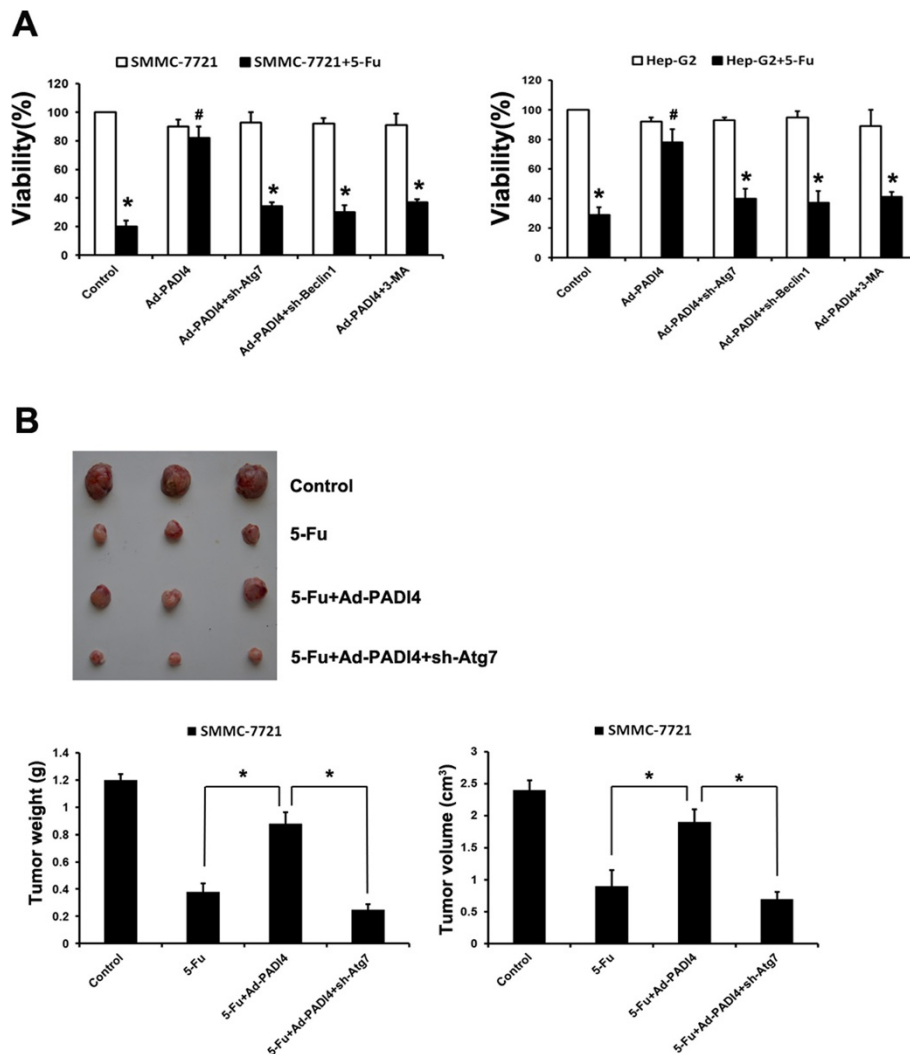 A
SMMC-7721 SMMC-7721+5-Fu
Viability(%)
120
100
80
60
40
20
0
#
*
*
*
*
Control
Ad-PADI4
Ad-PADI4+sh-Atg7
Ad-PADI4+sh-Beclin1
Ad-PADI4+3-MA
Hep-G2 Hep-G2+5-Fu
Viability(%)
120
100
80
60
40
20
0
#
*
*
*
*
Control
Ad-PADI4
Ad-PADI4+sh-Atg7
Ad-PADI4+sh-Beclin1
Ad-PADI4+3-MA
B
Control
5-Fu
5-Fu+Ad-PADI4
5-Fu+Ad-PADI4+sh-Atg7
SMMC-7721
Tumor weight (g)
1.4
1.2
1
0.8
0.6
0.4
0.2
0
*
*
Control
5-Fu
5-Fu+Ad-PADI4
5-Fu+Ad-PADI4+sh-Atg7
SMMC-7721
Tumor volume (cm³)
3
2.5
2
1.5
1
0.5
0
*
*
Control
5-Fu
5-Fu+Ad-PADI4
5-Fu+Ad-PADI4+sh-Atg7